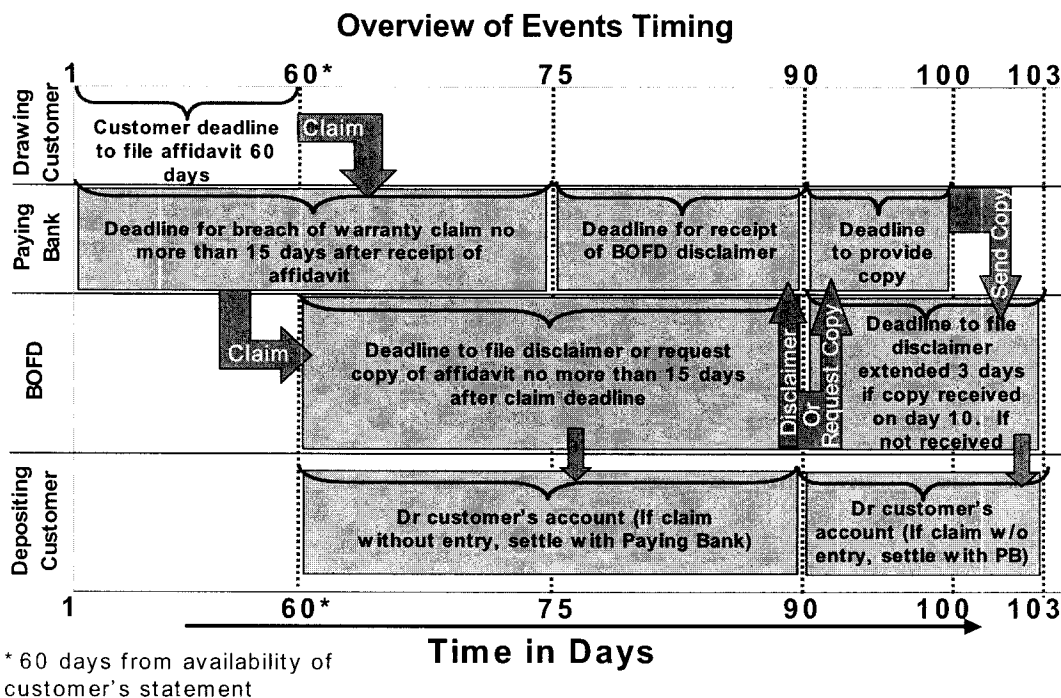 Overview of Events Timing
1 60* 75 90 100 103
Drawing
Customer
Customer deadline
to file affidavit 60
days
Claim
Paying
Bank
Deadline for breach of warranty claim no
more than 15 days after receipt of
affidavit
Deadline for receipt
of BOFD disclaimer
Deadline
to provide
copy
Send Copy
BOFD
Claim
Deadline to file disclaimer or request
copy of affidavit no more than 15 days
after claim deadline
Disclaimer
Or
Request Copy
Deadline to file
disclaimer
extended 3 days
if copy received
on day 10. If
not received
Depositing
Customer
Dr customer's account (If claim
without entry, settle with Paying Bank)
Dr customer's
account (If claim w/o
entry, settle with PB)
1 60* 75 90 100 103
Time in Days
* 60 days from availability of
customer's statement